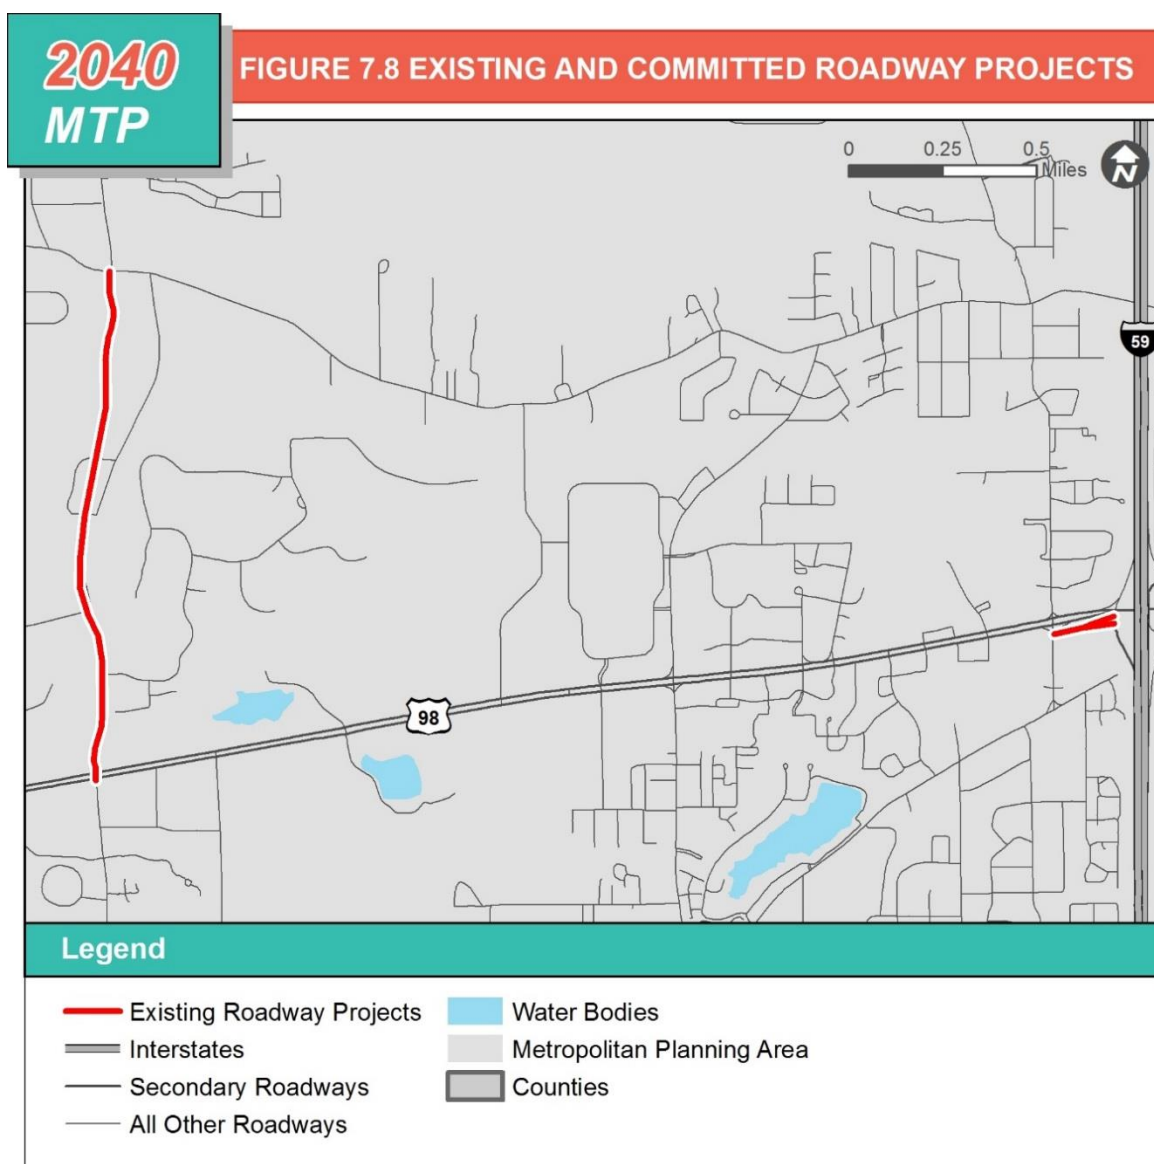 2040
MTP
FIGURE 7.8 EXISTING AND COMMITTED ROADWAY PROJECTS
0 0.25 0.5
Miles
N
59
98
Legend
Existing Roadway Projects
Interstates
Secondary Roadways
All Other Roadways
Water Bodies
Metropolitan Planning Area
Counties